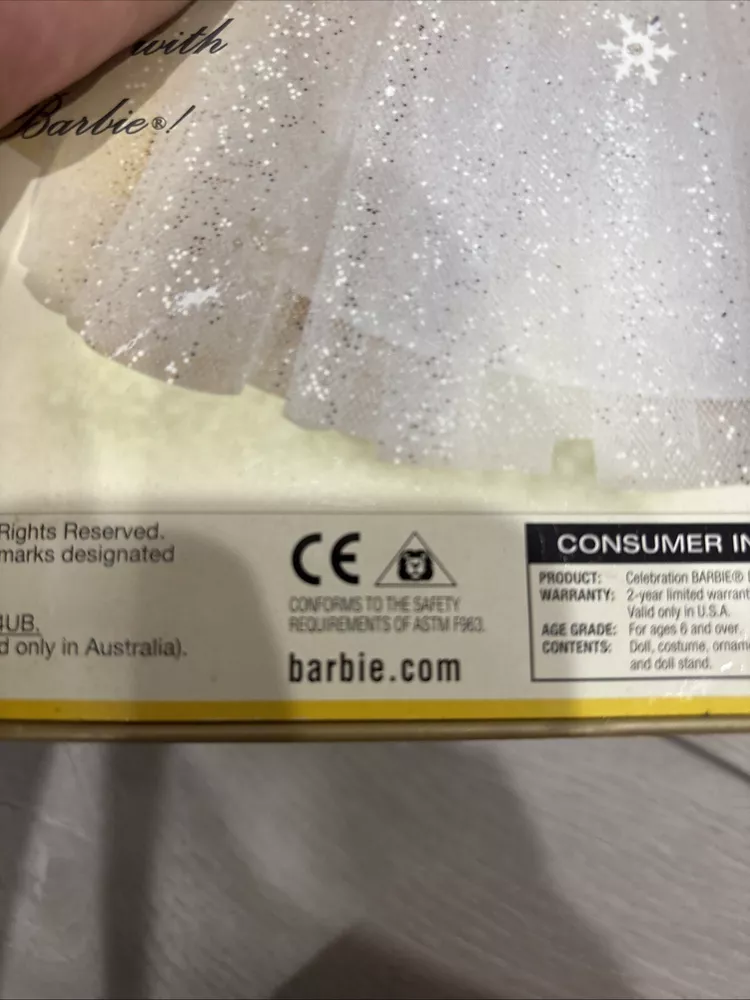 with
Barbie®!
Rights Reserved.
marks designated
4UB.
d only in Australia).
CE
CONFORMS TO THE SAFETY
REQUIREMENTS OF ASTM F963.
barbie.com
CONSUMER IN
PRODUCT: Celebration BARBIE®
WARRANTY: 2-year limited warrant
Valid only in U.S.A.
AGE GRADE: For ages 6 and over.
CONTENTS: Doll, costume, ornam
and doll stand.